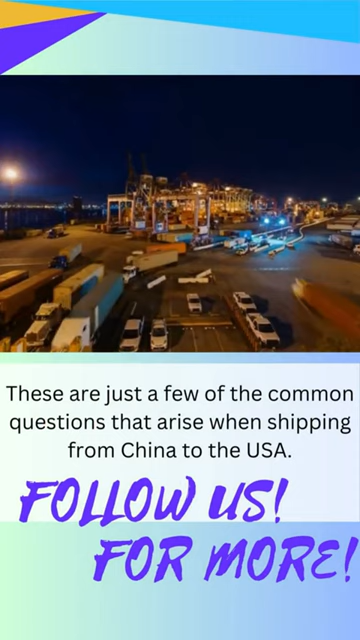 These are just a few of the common
questions that arise when shipping
from China to the USA.
FOLLOW US!
FOR MORE!